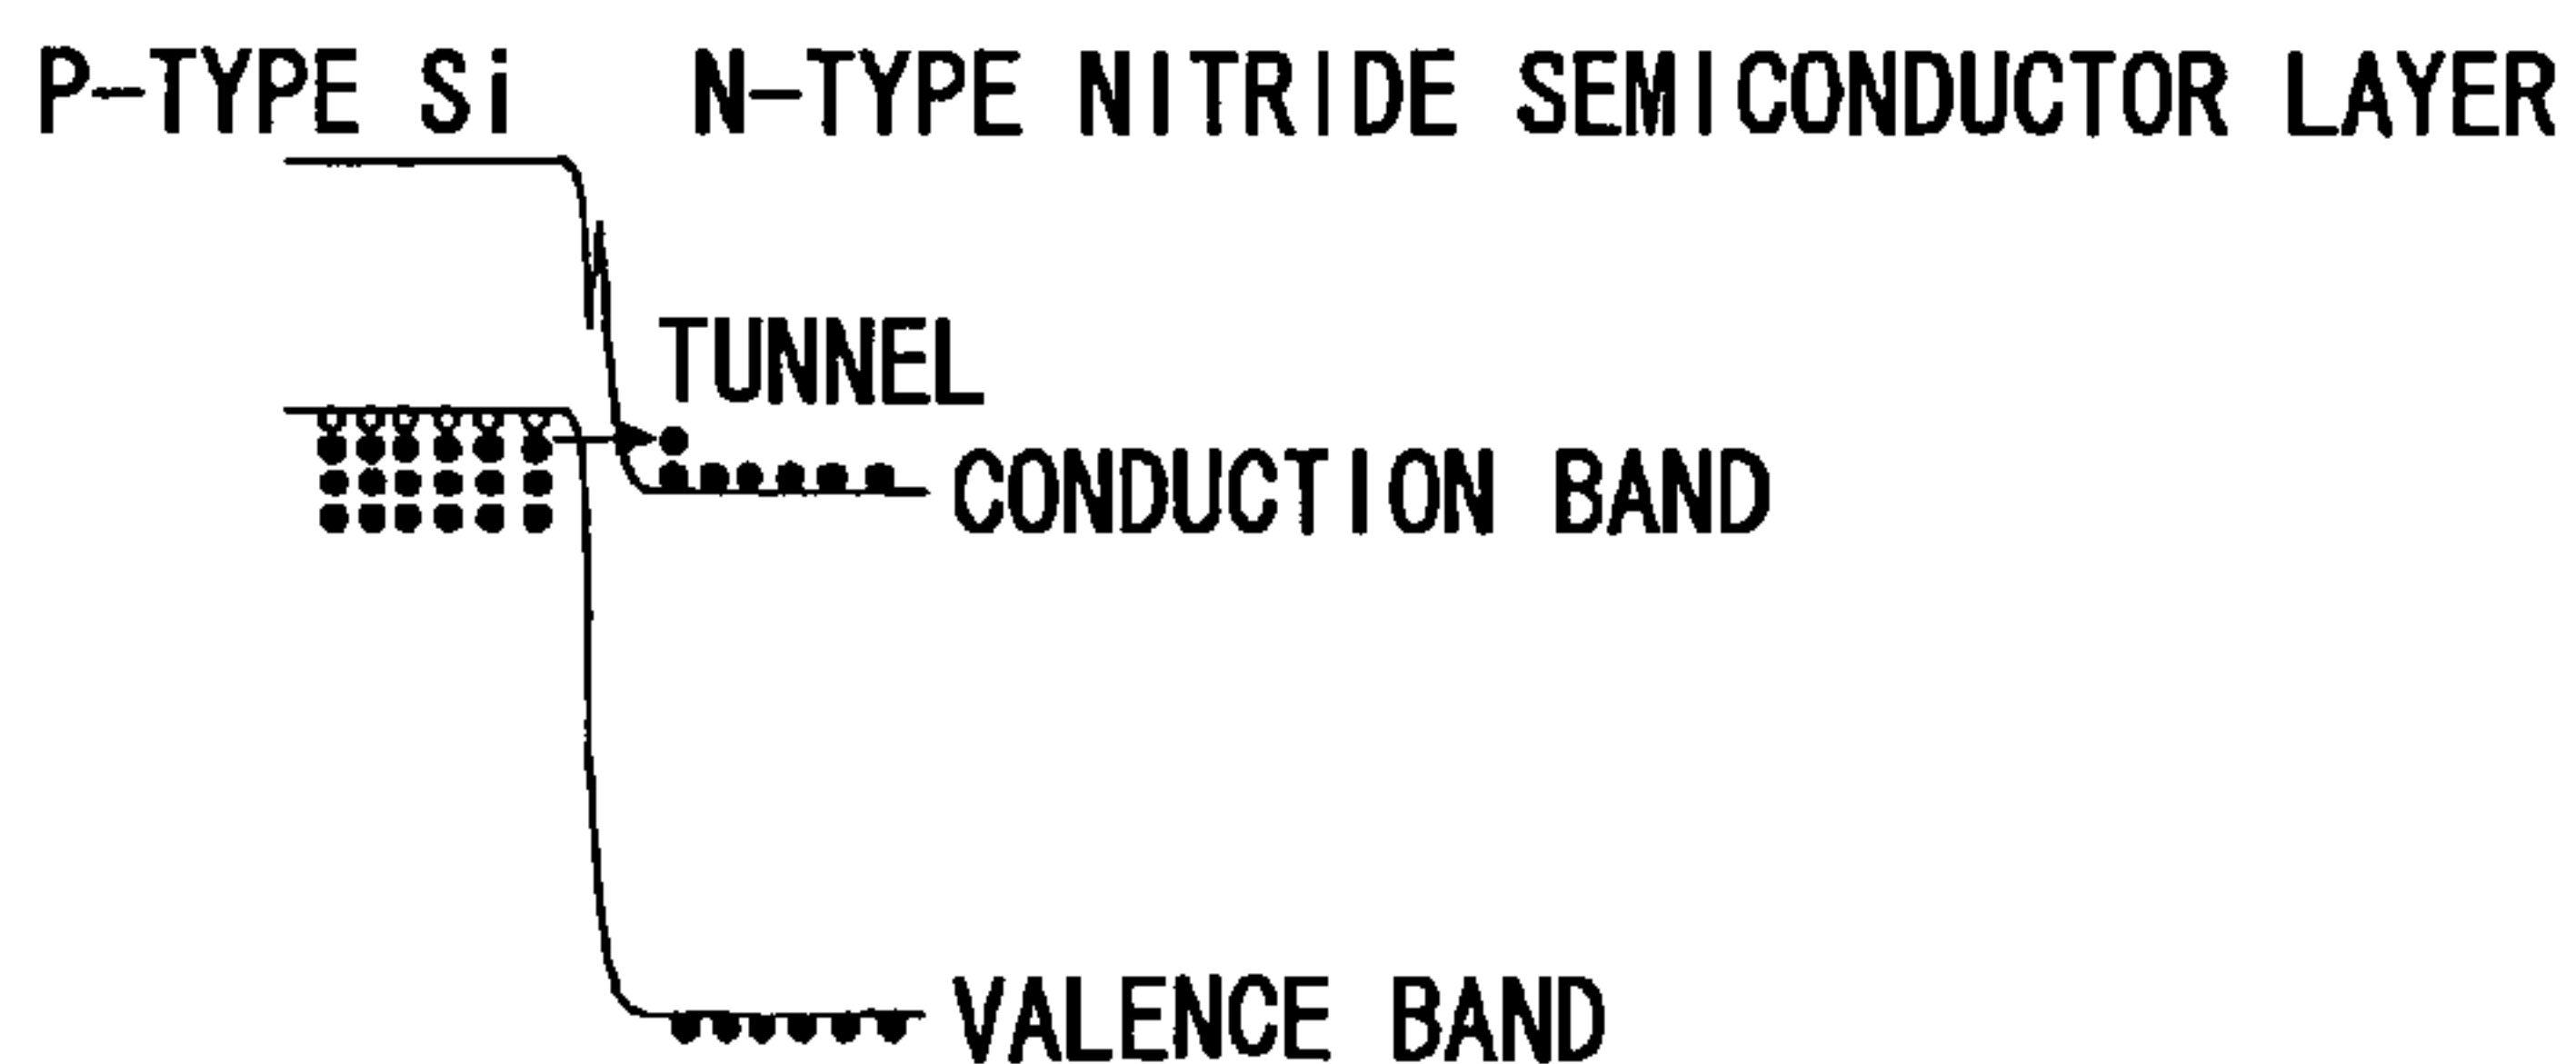 P-TYPE Si N-TYPE NITRIDE SEMICONDUCTOR LAYER
TUNNEL
CONDUCTION BAND
VALENCE BAND